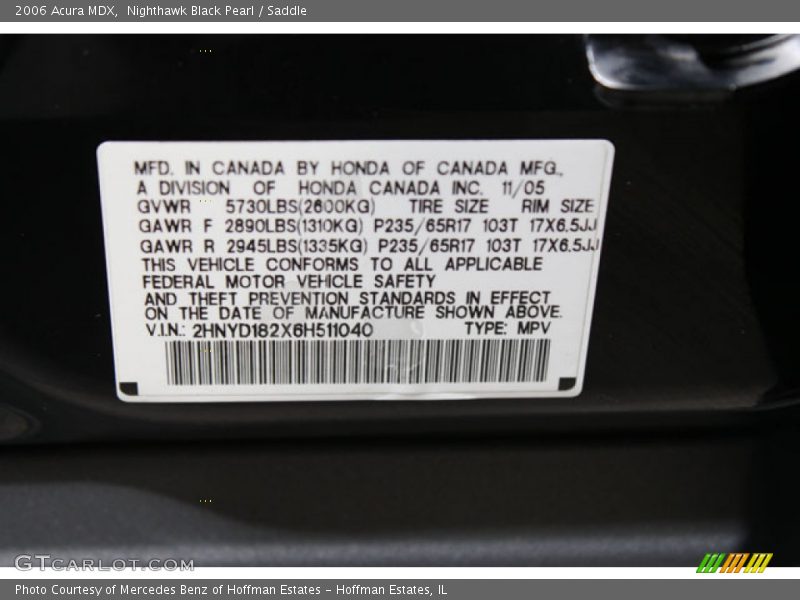 2006 Acura MDX, Nighthawk Black Pearl / Saddle
MFD. IN CANADA BY HONDA OF CANADA MFG.,
A DIVISION OF HONDA CANADA INC. 11/05
GVWR 5730LBS(2600KG) TIRE SIZE RIM SIZE
GAWR F 2890LBS(1310KG) P235/65R17 103T 17X6.5JJ
GAWR R 2945LBS(1335KG) P235/65R17 103T 17X6.5JJ
THIS VEHICLE CONFORMS TO ALL APPLICABLE
FEDERAL MOTOR VEHICLE SAFETY
AND THEFT PREVENTION STANDARDS IN EFFECT
ON THE DATE OF MANUFACTURE SHOWN ABOVE.
V.I.N.: 2HNYD182X6H511040 TYPE: MPV
GTCARLOT.COM
Photo Courtesy of Mercedes Benz of Hoffman Estates - Hoffman Estates, IL